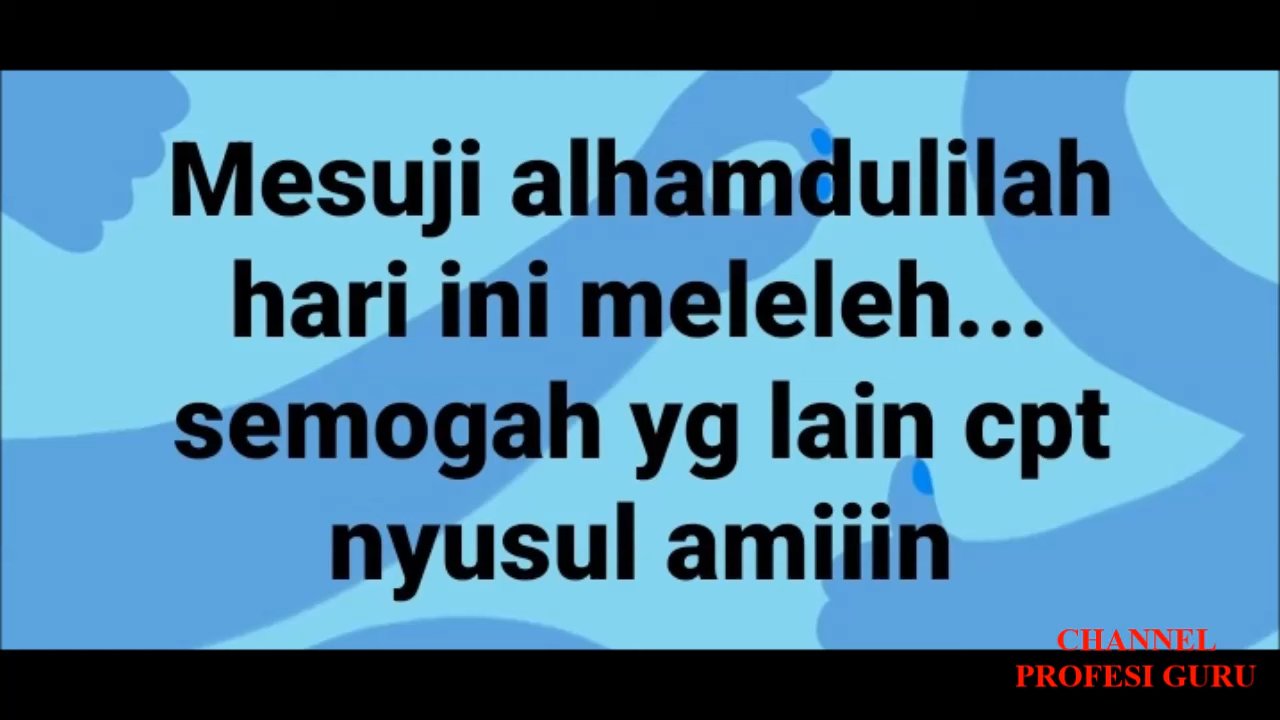 Mesuji alhamdulilah
hari ini meleleh...
semogah yg lain cpt
nyusul amiiin
CHANNEL
PROFESI GURU